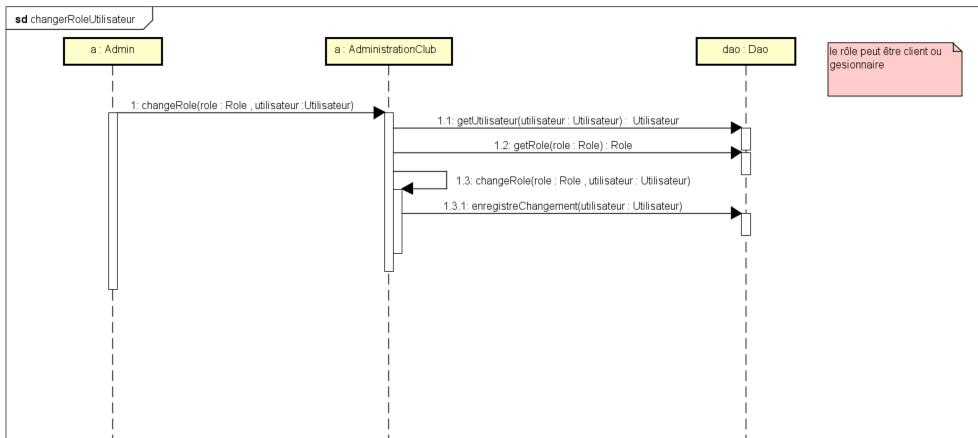 sd changerRoleUtilisateur
a : Admin
a : AdministrationClub
dao : Dao
le rôle peut être client ou
gesionnaire
1: changeRole(role : Role , utilisateur :Utilisateur)
1.1: getUtilisateur(utilisateur : Utilisateur) : Utilisateur
1.2: getRole(role : Role) : Role
1.3: changeRole(role : Role , utilisateur : Utilisateur)
1.3.1: enregistreChangement(utilisateur : Utilisateur)